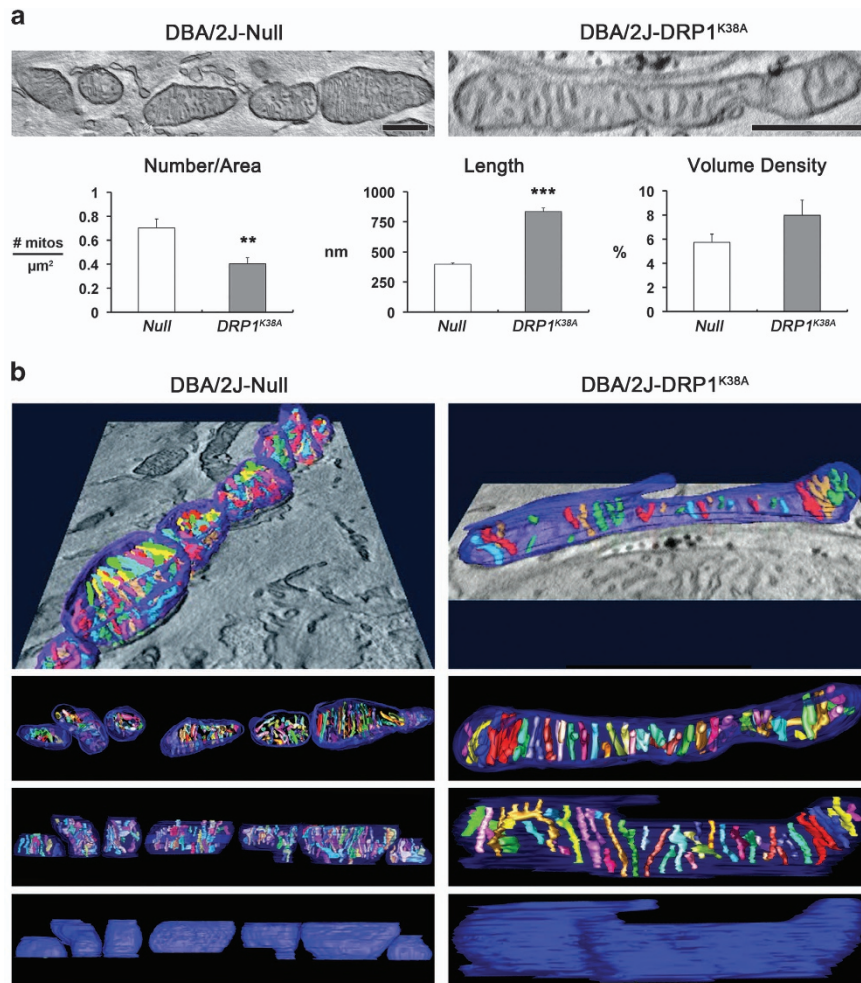 a
DBA/2J-Null
DBA/2J-DRP1K38A
Number/Area
# mitos
µm²
1
0.8
0.6
0.4
0.2
0
**
Null
DRP1K38A
Length
nm
1000
750
500
250
0
***
Null
DRP1K38A
Volume Density
%
10
8
6
4
2
0
Null
DRP1K38A
b
DBA/2J-Null
DBA/2J-DRP1K38A